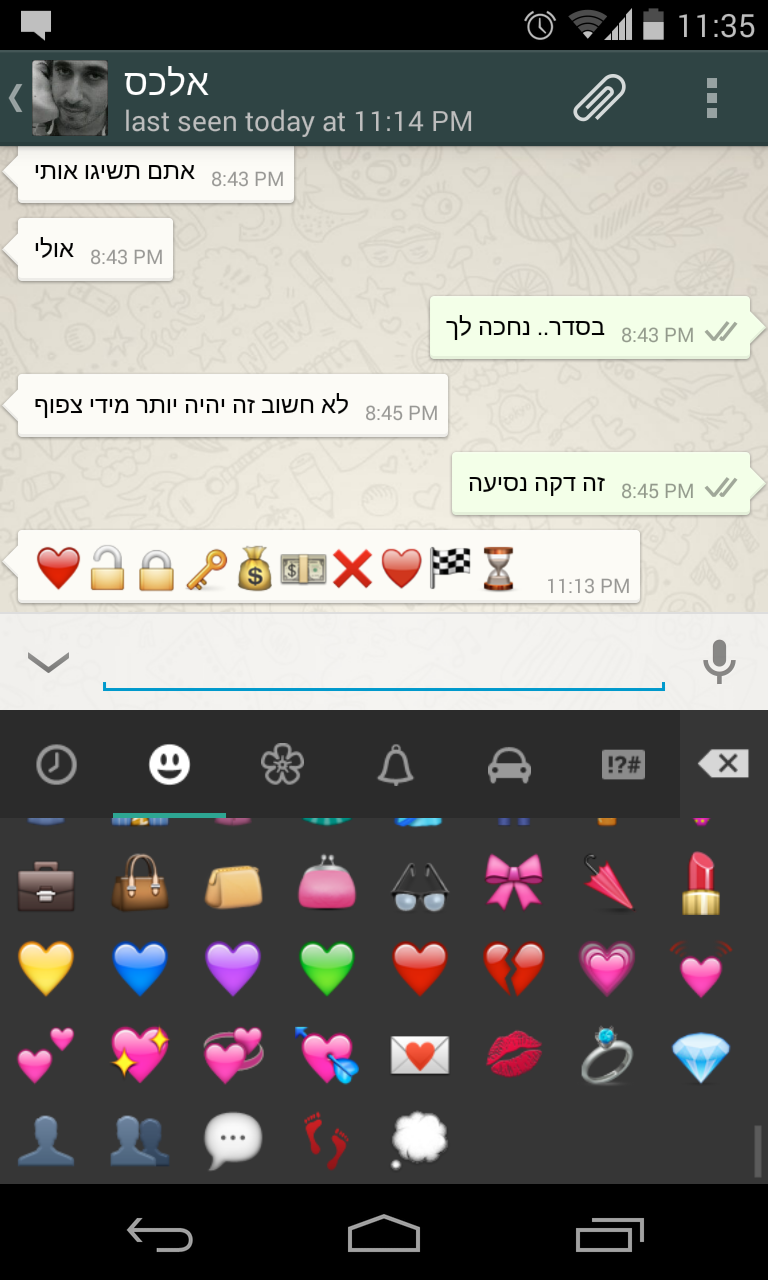 11:35
אלכס
last seen today at 11:14 PM
אתם תשיגו אותי 8:43 PM
אולי 8:43 PM
בסדר.. נחכה לך 8:43 PM
לא חשוב זה יהיה יותר מידי צפוף 8:45 PM
זה דקה נסיעה 8:45 PM
11:13 PM
!?#